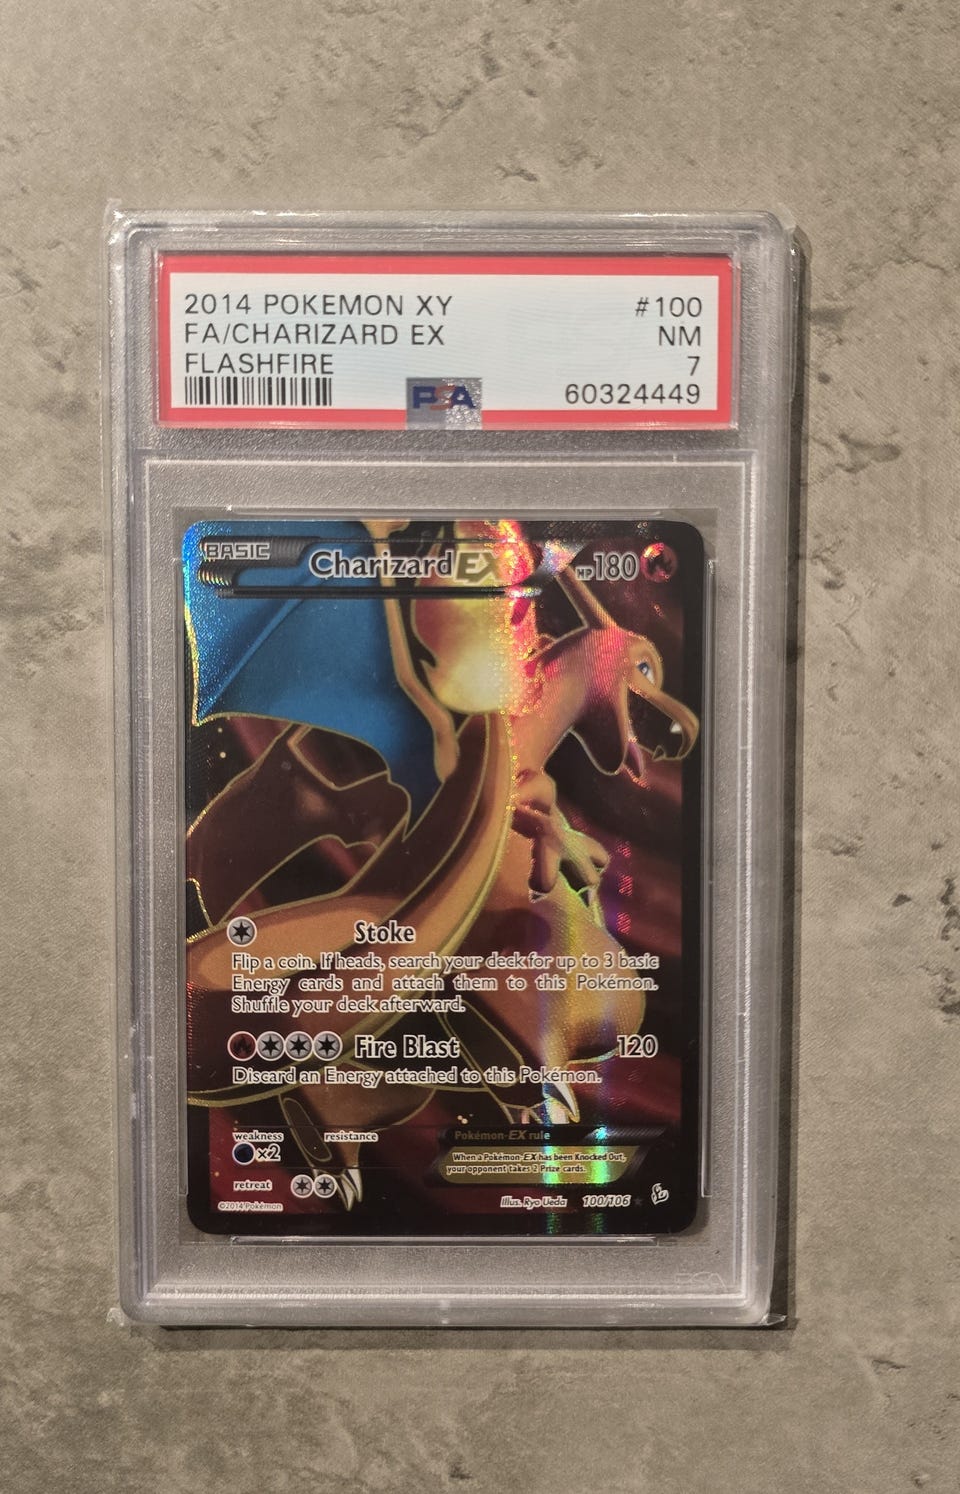 2014 POKEMON XY #100
FA/CHARIZARD EX NM
FLASHFIRE 7
PSA 60324449
BASIC Charizard EX HP180
Stoke
Flip a coin. If heads, search your deck for up to 3 basic
Energy cards and attach them to this Pokémon.
Shuffle your deck afterward.
Fire Blast 120
Discard an Energy attached to this Pokémon.
weakness resistance
×2
Pokémon-EX rule
When a Pokémon-EX has been Knocked Out,
your opponent takes 2 Prize cards.
retreat
Illus. Ryo Ueda 100/106
©2014 Pokémon
PSA